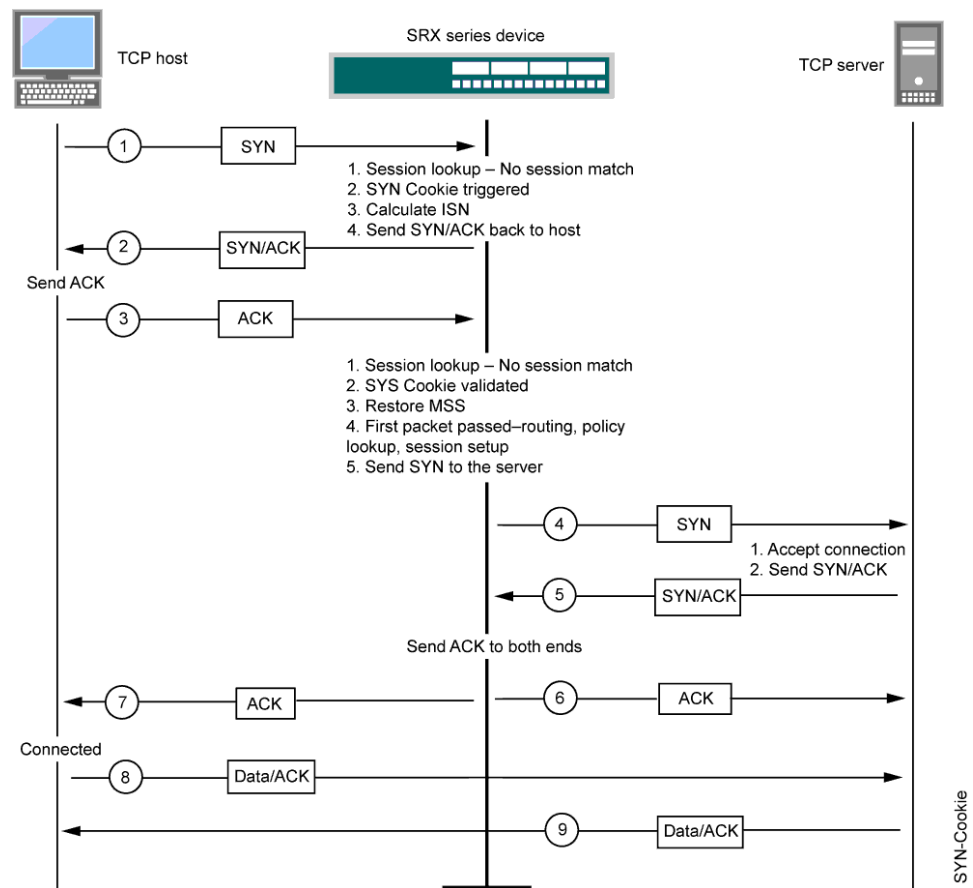 SRX series device
TCP host
TCP server
1
SYN
1. Session lookup – No session match
2. SYN Cookie triggered
3. Calculate ISN
4. Send SYN/ACK back to host
2
SYN/ACK
Send ACK
3
ACK
1. Session lookup – No session match
2. SYS Cookie validated
3. Restore MSS
4. First packet passed–routing, policy
lookup, session setup
5. Send SYN to the server
4
SYN
1. Accept connection
2. Send SYN/ACK
5
SYN/ACK
Send ACK to both ends
7
ACK
6
ACK
Connected
8
Data/ACK
9
Data/ACK
SYN-Cookie